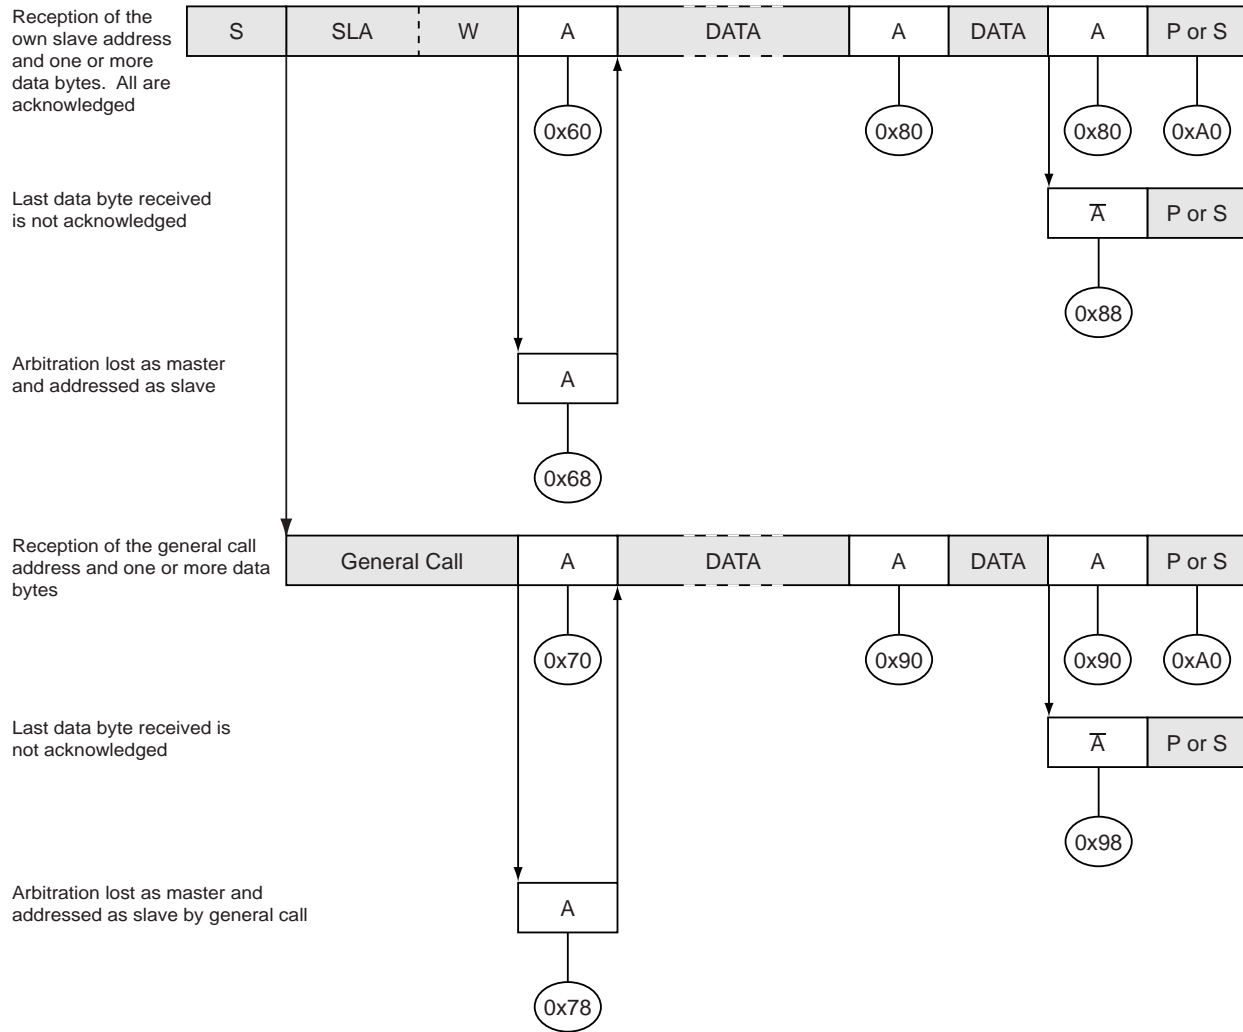 Reception of the
own slave address
and one or more
data bytes.  All are
acknowledged
S SLA W A DATA A DATA A P or S
0x60 0x80 0x80 0xA0
Last data byte received
is not acknowledged
A̅ P or S
0x88
Arbitration lost as master
and addressed as slave
A
0x68
Reception of the general call
address and one or more data
bytes
General Call A DATA A DATA A P or S
0x70 0x90 0x90 0xA0
Last data byte received is
not acknowledged
A̅ P or S
0x98
Arbitration lost as master and
addressed as slave by general call
A
0x78